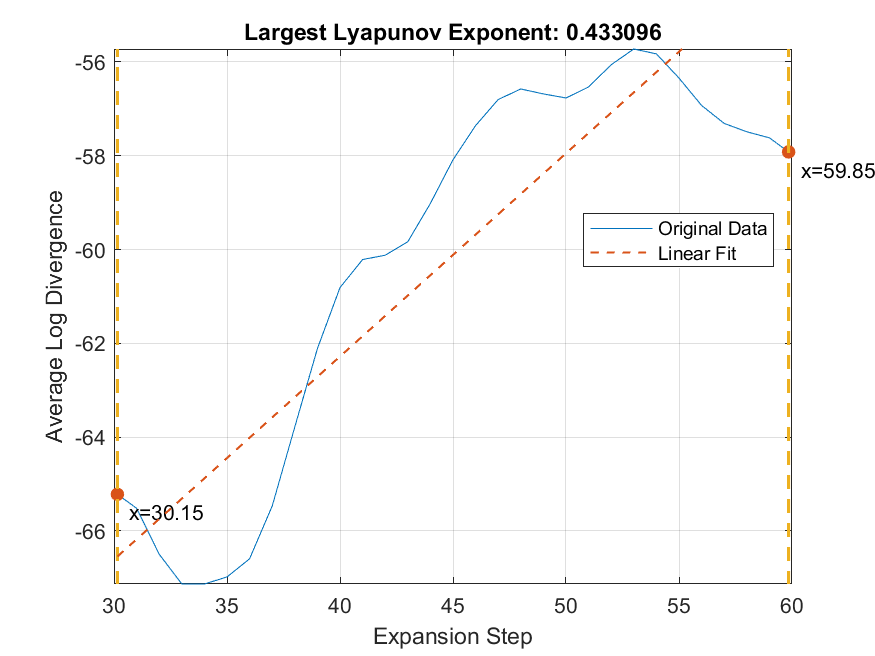 Largest Lyapunov Exponent: 0.433096
-56
-58
-60
-62
-64
-66
Average Log Divergence
x=59.85
Original Data
Linear Fit
x=30.15
30 35 40 45 50 55 60
Expansion Step